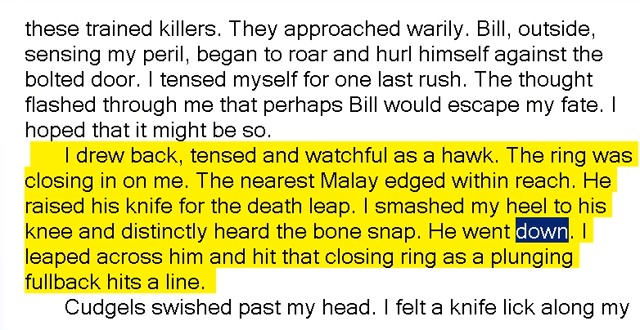 these trained killers. They approached warily. Bill, outside,
sensing my peril, began to roar and hurl himself against the
bolted door. I tensed myself for one last rush. The thought
flashed through me that perhaps Bill would escape my fate. I
hoped that it might be so.
I drew back, tensed and watchful as a hawk. The ring was
closing in on me. The nearest Malay edged within reach. He
raised his knife for the death leap. I smashed my heel to his
knee and distinctly heard the bone snap. He went down. I
leaped across him and hit that closing ring as a plunging
fullback hits a line.
Cudgels swished past my head. I felt a knife lick along my